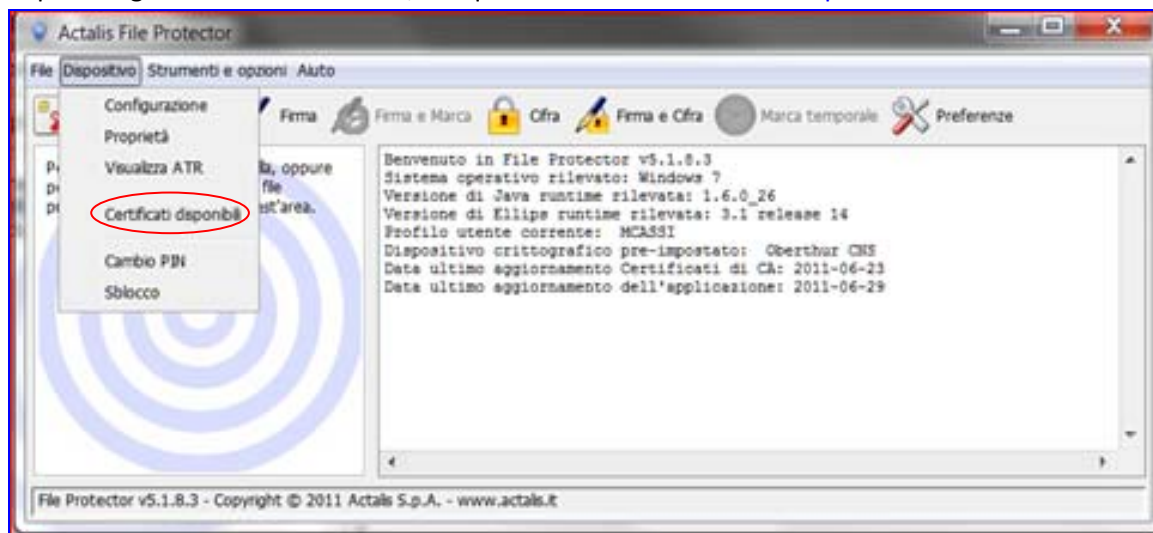 Actalis File Protector
File Dispositivo Strumenti e opzioni Aiuto
Firma Firma e Marca Cifra Firma e Cifra Marca temporale Preferenze
Configurazione
Proprietà
Visualizza ATR
Certificati disponibili
Cambio PIN
Sblocco
oppure
file
est'area.
Benvenuto in File Protector v5.1.8.3
Sistema operativo rilevato: Windows 7
Versione di Java runtime rilevata: 1.6.0_26
Versione di Ellips runtime rilevata: 3.1 release 14
Profilo utente corrente: MCASSI
Dispositivo crittografico pre-impostato: Oberthur CNS
Data ultimo aggiornamento Certificati di CA: 2011-06-23
Data ultimo aggiornamento dell'applicazione: 2011-06-29
File Protector v5.1.8.3 - Copyright © 2011 Actalis S.p.A. - www.actalis.it